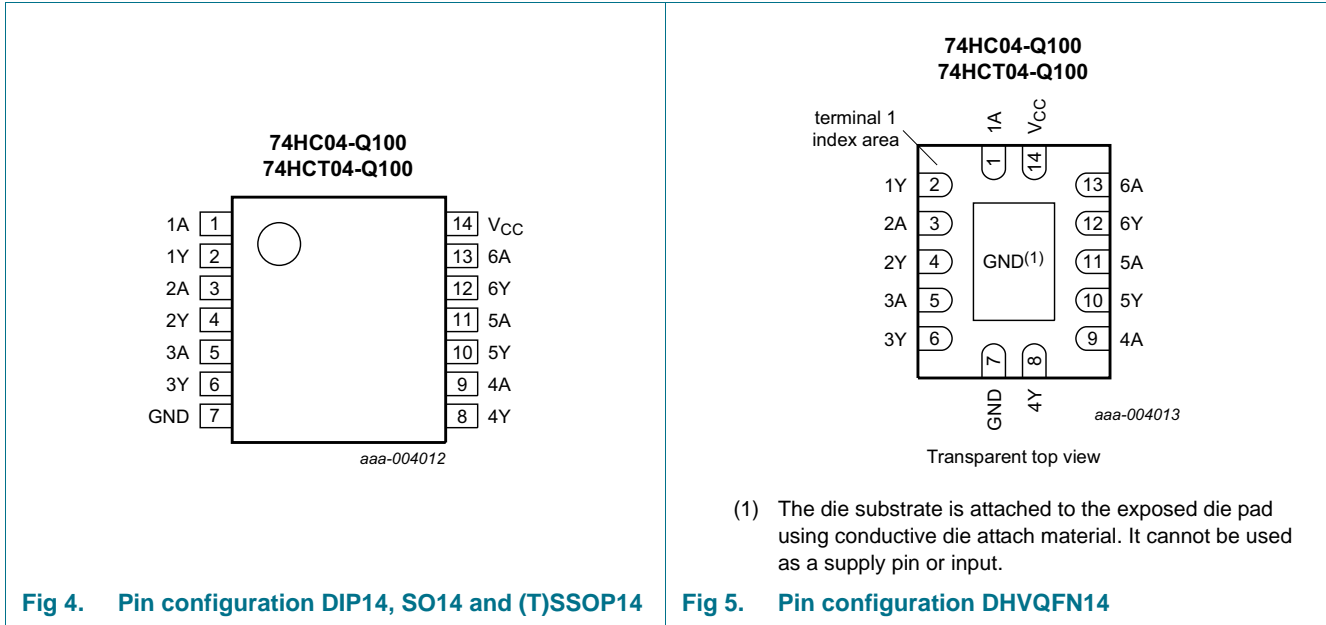 74HC04-Q100
74HCT04-Q100
1A 1
1Y 2
2A 3
2Y 4
3A 5
3Y 6
GND 7
14 VCC
13 6A
12 6Y
11 5A
10 5Y
9 4A
8 4Y
aaa-004012
Fig 4. Pin configuration DIP14, SO14 and (T)SSOP14
74HC04-Q100
74HCT04-Q100
terminal 1
index area
1A
VCC
1
14
1Y 2
2A 3
2Y 4
3A 5
3Y 6
GND(1)
13 6A
12 6Y
11 5A
10 5Y
9 4A
7
8
GND
4Y
aaa-004013
Transparent top view
(1) The die substrate is attached to the exposed die pad
using conductive die attach material. It cannot be used
as a supply pin or input.
Fig 5. Pin configuration DHVQFN14